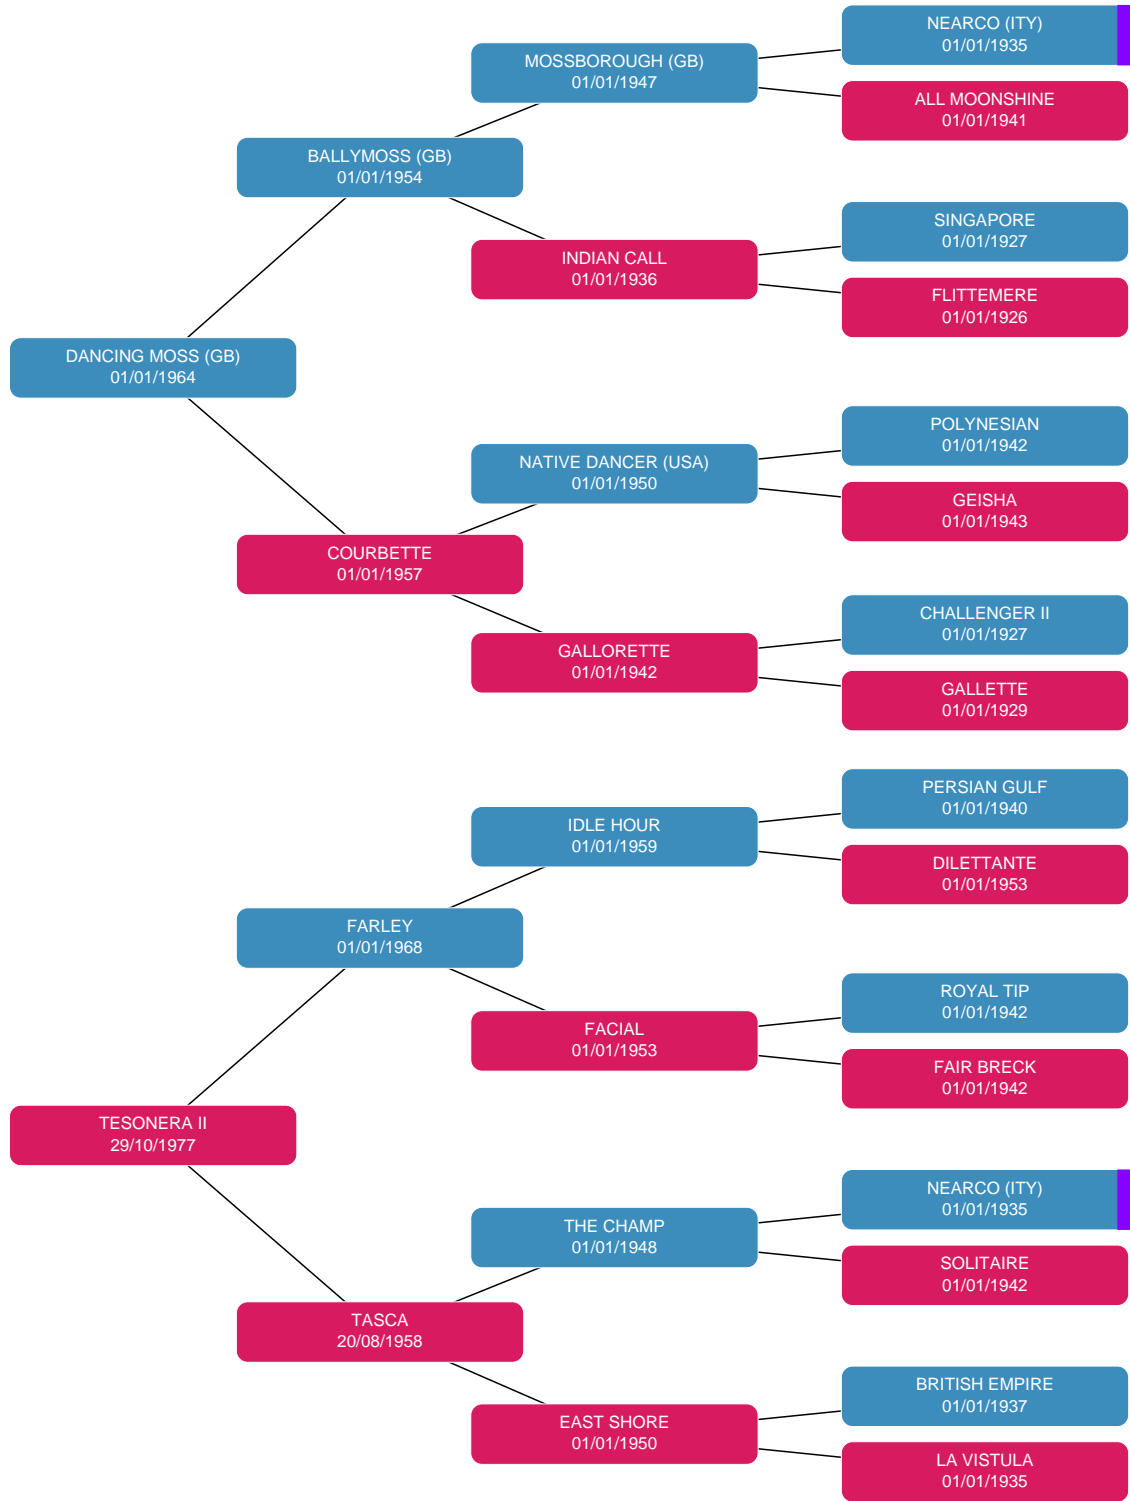 NEARCO (ITY)
01/01/1935
MOSSBOROUGH (GB)
01/01/1947
ALL MOONSHINE
01/01/1941
BALLYMOSS (GB)
01/01/1954
SINGAPORE
01/01/1927
INDIAN CALL
01/01/1936
FLITTEMERE
01/01/1926
DANCING MOSS (GB)
01/01/1964
POLYNESIAN
01/01/1942
NATIVE DANCER (USA)
01/01/1950
GEISHA
01/01/1943
COURBETTE
01/01/1957
CHALLENGER II
01/01/1927
GALLORETTE
01/01/1942
GALLETTE
01/01/1929
PERSIAN GULF
01/01/1940
IDLE HOUR
01/01/1959
DILETTANTE
01/01/1953
FARLEY
01/01/1968
ROYAL TIP
01/01/1942
FACIAL
01/01/1953
FAIR BRECK
01/01/1942
TESONERA II
29/10/1977
NEARCO (ITY)
01/01/1935
THE CHAMP
01/01/1948
SOLITAIRE
01/01/1942
TASCA
20/08/1958
BRITISH EMPIRE
01/01/1937
EAST SHORE
01/01/1950
LA VISTULA
01/01/1935